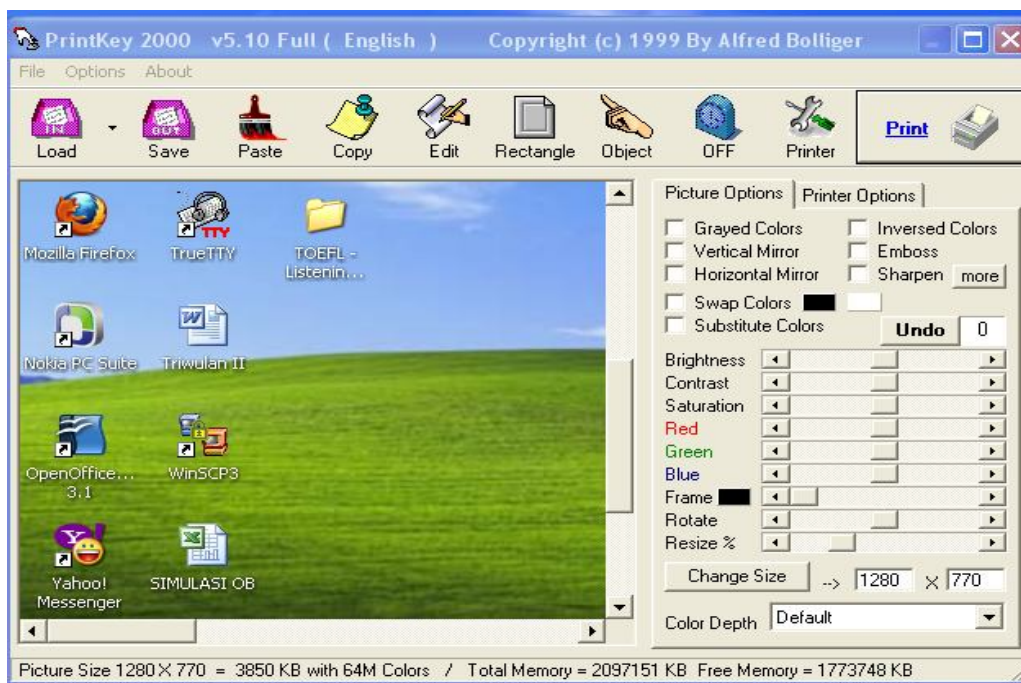 PrintKey 2000 v5.10 Full ( English ) Copyright (c) 1999 By Alfred Bolliger
File Options About
IN
OUT
Load Save Paste Copy Edit Rectangle Object OFF Printer Print
Mozilla Firefox
TTY
TrueTTY
TOEFL -
Listenin...
Nokia PC Suite
Triwulan II
OpenOffice...
3.1
WinSCP3
Yahoo!
Messenger
SIMULASI OB
Picture Options Printer Options
Grayed Colors Inversed Colors
Vertical Mirror Emboss
Horizontal Mirror Sharpen more
Swap Colors
Substitute Colors Undo 0
Brightness
Contrast
Saturation
Red
Green
Blue
Frame
Rotate
Resize %
Change Size --> 1280 X 770
Color Depth Default
Picture Size 1280 X 770 = 3850 KB with 64M Colors / Total Memory = 2097151 KB Free Memory = 1773748 KB